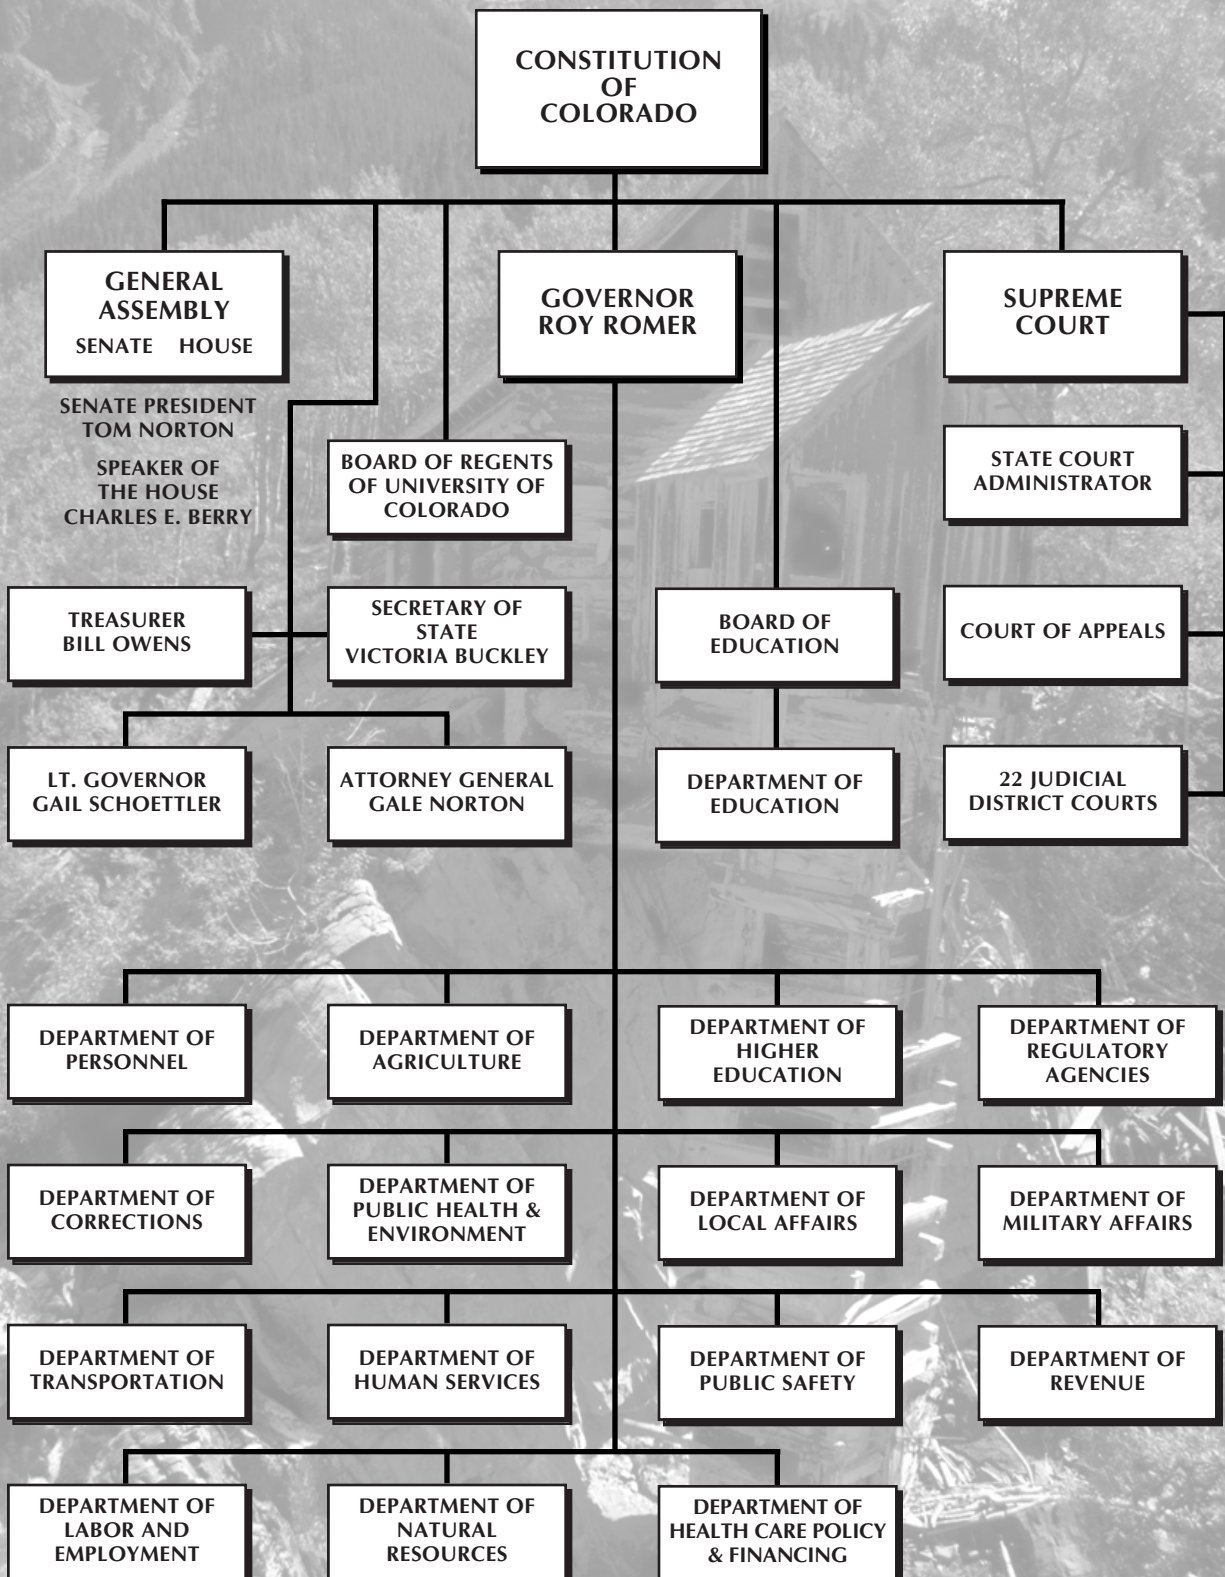 CONSTITUTION
OF
COLORADO
GENERAL
ASSEMBLY
SENATE HOUSE
SENATE PRESIDENT
TOM NORTON
SPEAKER OF
THE HOUSE
CHARLES E. BERRY
GOVERNOR
ROY ROMER
SUPREME
COURT
BOARD OF REGENTS
OF UNIVERSITY OF
COLORADO
STATE COURT
ADMINISTRATOR
TREASURER
BILL OWENS
SECRETARY OF
STATE
VICTORIA BUCKLEY
BOARD OF
EDUCATION
COURT OF APPEALS
LT. GOVERNOR
GAIL SCHOETTLER
ATTORNEY GENERAL
GALE NORTON
DEPARTMENT OF
EDUCATION
22 JUDICIAL
DISTRICT COURTS
DEPARTMENT OF
PERSONNEL
DEPARTMENT OF
AGRICULTURE
DEPARTMENT OF
HIGHER
EDUCATION
DEPARTMENT OF
REGULATORY
AGENCIES
DEPARTMENT OF
CORRECTIONS
DEPARTMENT OF
PUBLIC HEALTH &
ENVIRONMENT
DEPARTMENT OF
LOCAL AFFAIRS
DEPARTMENT OF
MILITARY AFFAIRS
DEPARTMENT OF
TRANSPORTATION
DEPARTMENT OF
HUMAN SERVICES
DEPARTMENT OF
PUBLIC SAFETY
DEPARTMENT OF
REVENUE
DEPARTMENT OF
LABOR AND
EMPLOYMENT
DEPARTMENT OF
NATURAL
RESOURCES
DEPARTMENT OF
HEALTH CARE POLICY
& FINANCING